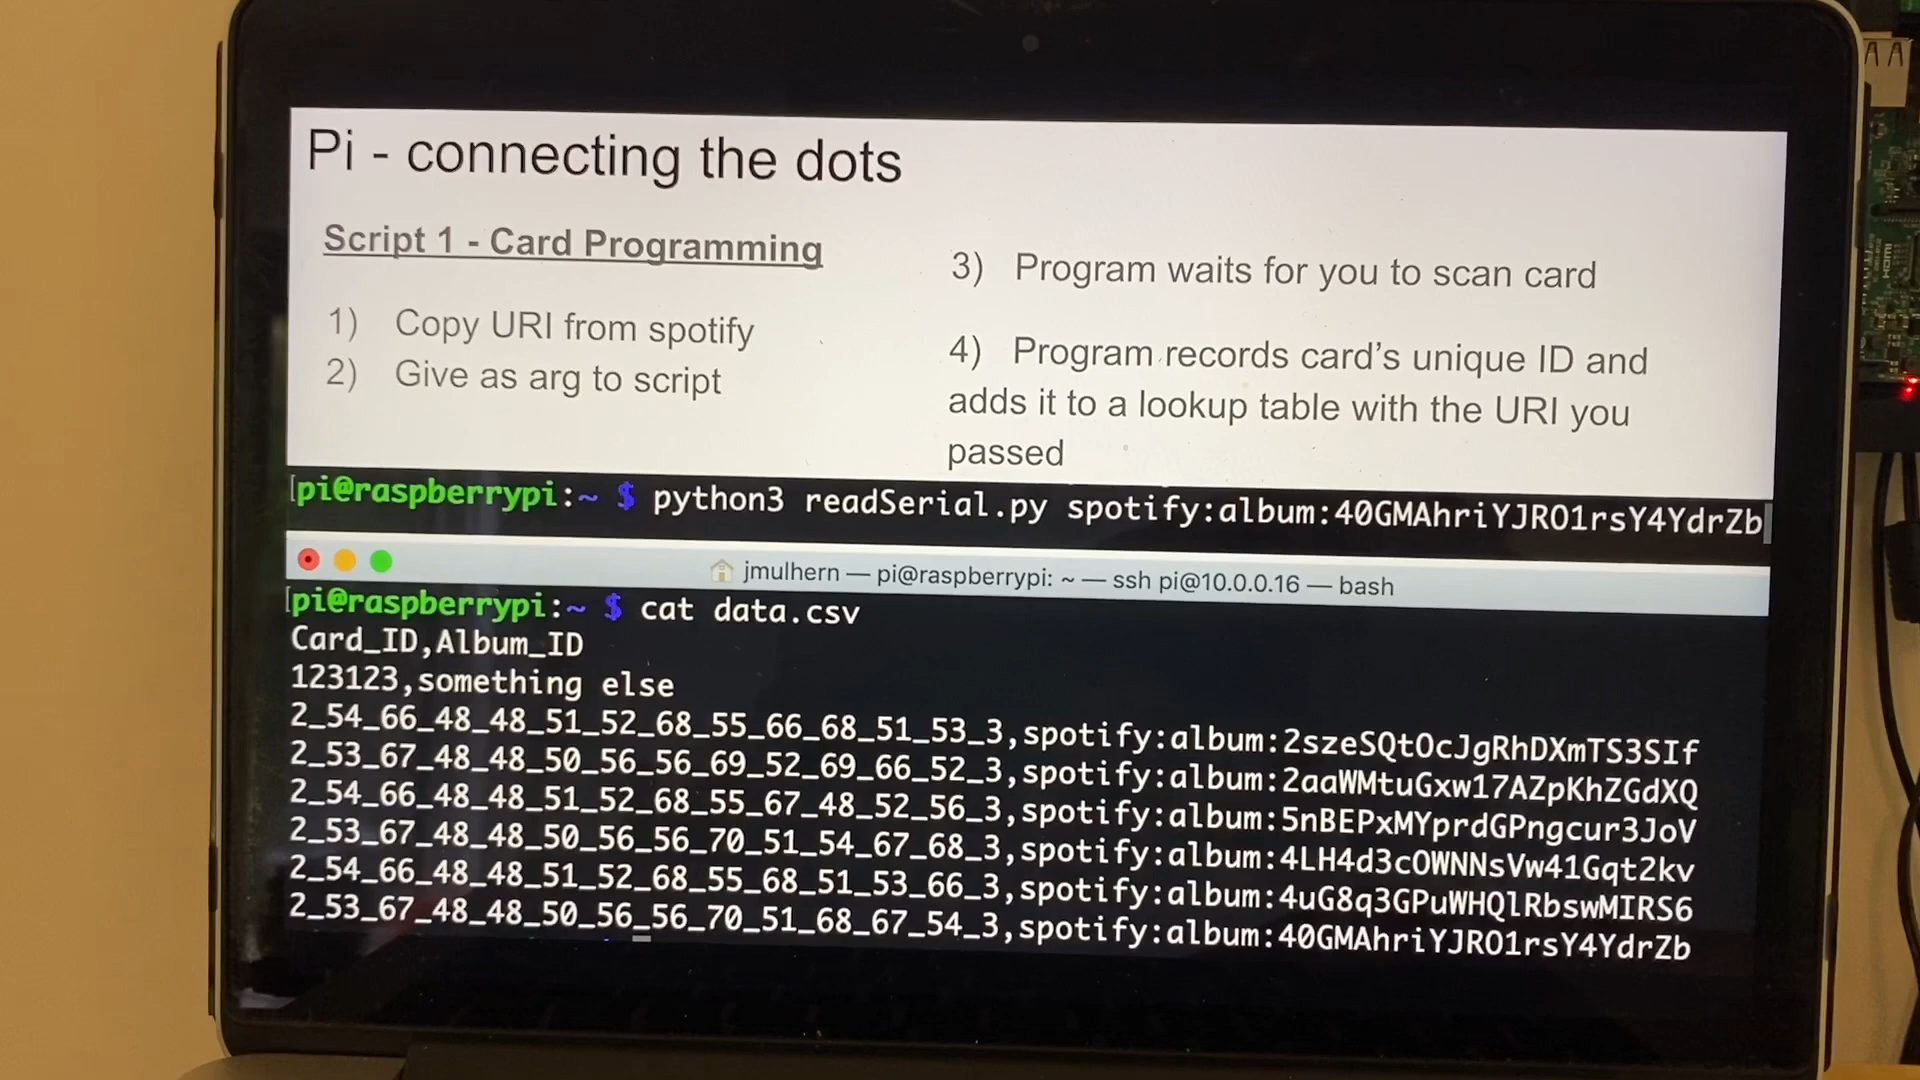 Pi - connecting the dots
Script 1 - Card Programming
1) Copy URI from spotify
2) Give as arg to script
3) Program waits for you to scan card
4) Program records card's unique ID and
adds it to a lookup table with the URI you
passed
[pi@raspberrypi:~ $ python3 readSerial.py spotify:album:40GMAhriYJRO1rsY4YdrZb
jmulhern — pi@raspberrypi: ~ — ssh pi@10.0.0.16 — bash
[pi@raspberrypi:~ $ cat data.csv
Card_ID,Album_ID
123123,something else
2_54_66_48_48_51_52_68_55_66_68_51_53_3,spotify:album:2szeSQtOcJgRhDXmTS3SIf
2_53_67_48_48_50_56_56_69_52_69_66_52_3,spotify:album:2aaWMtuGxw17AZpKhZGdXQ
2_54_66_48_48_51_52_68_55_67_48_52_56_3,spotify:album:5nBEPxMYprdGPngcur3JoV
2_53_67_48_48_50_56_56_70_51_54_67_68_3,spotify:album:4LH4d3cOWNNsVw41Gqt2kv
2_54_66_48_48_51_52_68_55_68_51_53_66_3,spotify:album:4uG8q3GPuWHQlRbswMIRS6
2_53_67_48_48_50_56_56_70_51_68_67_54_3,spotify:album:40GMAhriYJRO1rsY4YdrZb
HDMI